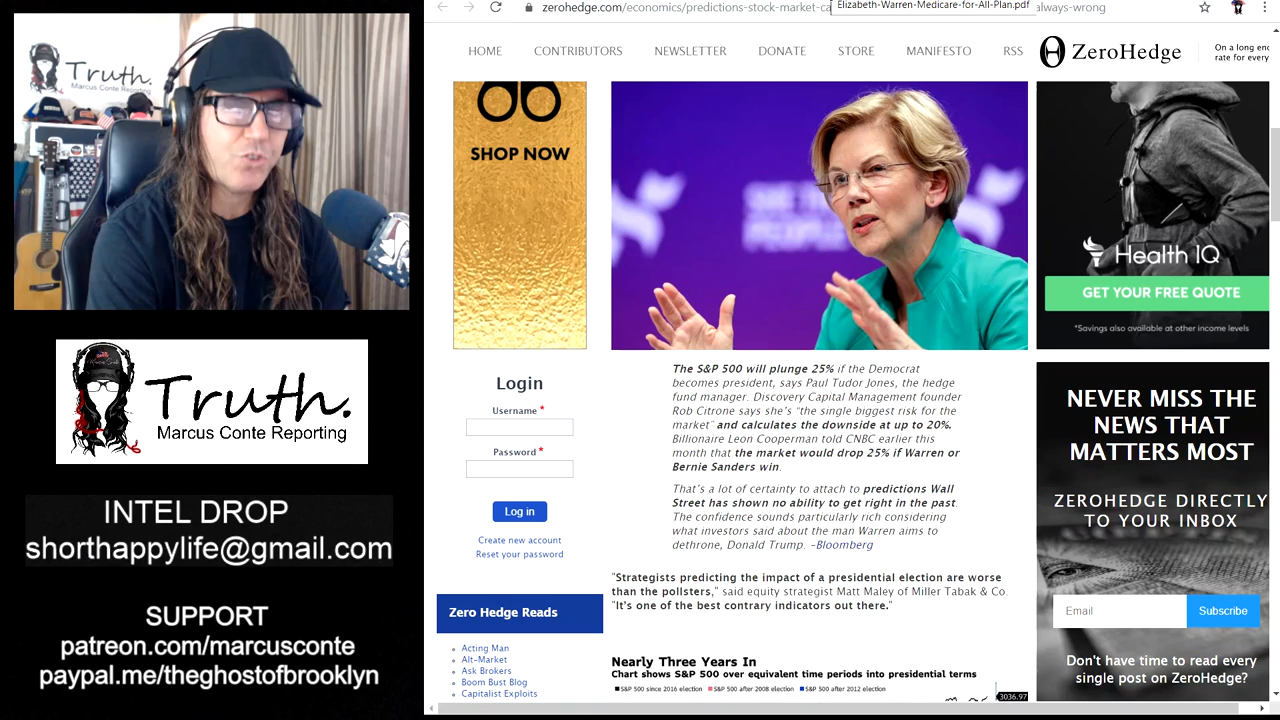 Truth.
Marcus Conte Reporting
Truth.
Marcus Conte Reporting
INTEL DROP
shorthappylife@gmail.com
SUPPORT
patreon.com/marcusconte
paypal.me/theghostofbrooklyn
zerohedge.com/economics/predictions-stock-market-ca
Elizabeth-Warren-Medicare-for-All-Plan.pdf
always-wrong
HOME
CONTRIBUTORS
NEWSLETTER
DONATE
STORE
MANIFESTO
RSS
ZeroHedge
On a long enc
rate for every
SHOP NOW
Login
Username *
Password *
Log in
Create new account
Reset your password
Zero Hedge Reads
Acting Man
Alt-Market
Ask Brokers
Boom Bust Blog
Capitalist Exploits
The S&P 500 will plunge 25% if the Democrat
becomes president, says Paul Tudor Jones, the hedge
fund manager. Discovery Capital Management founder
Rob Citrone says she's "the single biggest risk for the
market" and calculates the downside at up to 20%.
Billionaire Leon Cooperman told CNBC earlier this
month that the market would drop 25% if Warren or
Bernie Sanders win.
That's a lot of certainty to attach to predictions Wall
Street has shown no ability to get right in the past.
The confidence sounds particularly rich considering
what investors said about the man Warren aims to
dethrone, Donald Trump. -Bloomberg
"Strategists predicting the impact of a presidential election are worse
than the pollsters," said equity strategist Matt Maley of Miller Tabak & Co.
"It's one of the best contrary indicators out there."
Nearly Three Years In
Chart shows S&P 500 over equivalent time periods into presidential terms
S&P 500 since 2016 election
S&P 500 after 2008 election
S&P 500 after 2012 election
3036.97
Health IQ
GET YOUR FREE QUOTE
*Savings also available at other income levels
NEVER MISS THE
NEWS THAT
MATTERS MOST
ZEROHEDGE DIRECTLY
TO YOUR INBOX
Email
Subscribe
Don't have time to read every
single post on ZeroHedge?